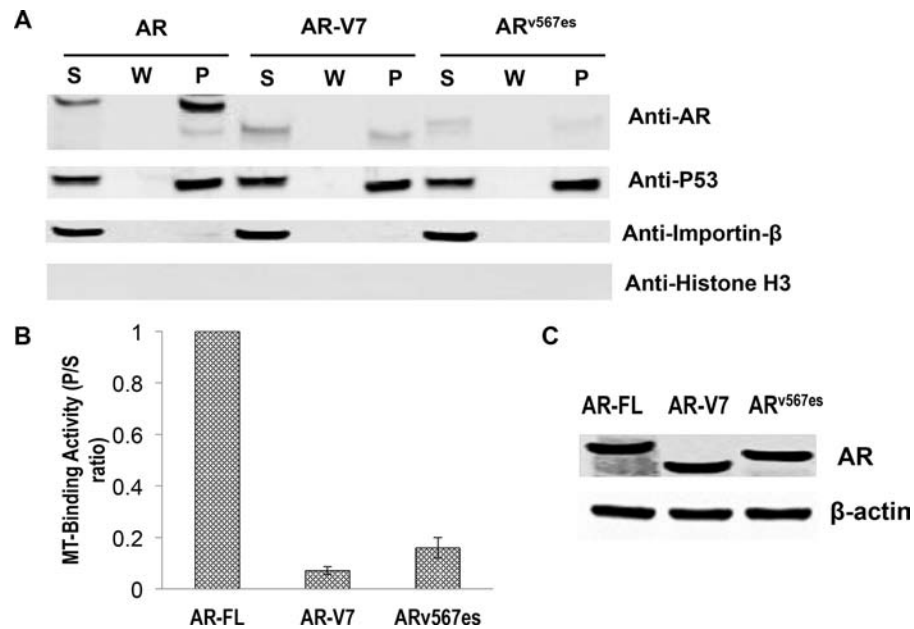 A
AR AR-V7 ARv567es
S W P S W P S W P
Anti-AR
Anti-P53
Anti-Importin-β
Anti-Histone H3
B
MT-Binding Activity (P/S ratio)
1
0.8
0.6
0.4
0.2
0
AR-FL AR-V7 ARv567es
C
AR-FL AR-V7 ARv567es
AR
β-actin